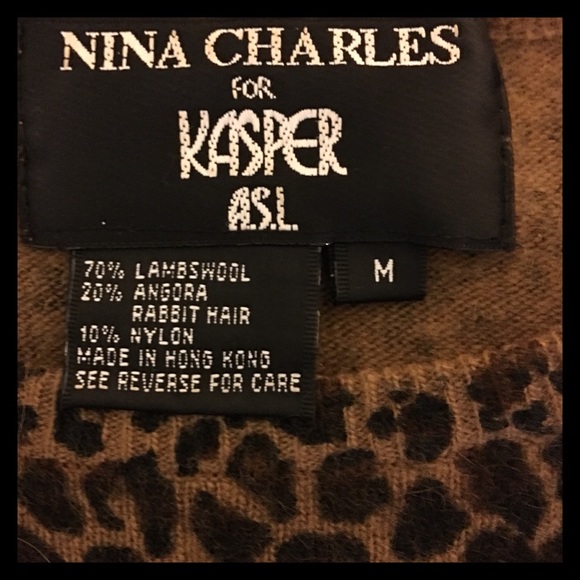 NINA CHARLES
FOR
KASPER
A.S.L.
70% LAMBSWOOL
20% ANGORA
RABBIT HAIR
10% NYLON
MADE IN HONG KONG
SEE REVERSE FOR CARE
M